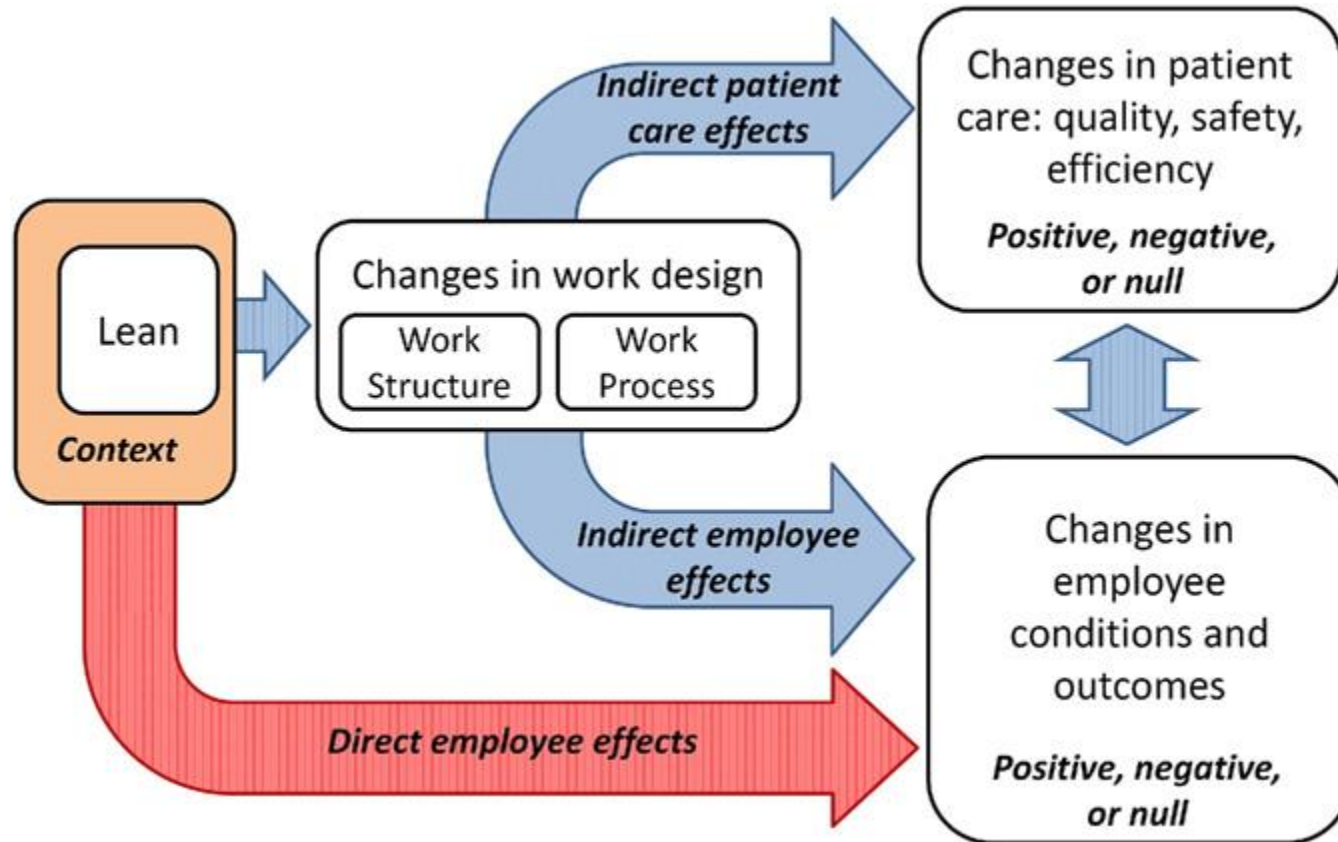 Indirect patient
care effects
Changes in patient
care: quality, safety,
efficiency
Positive, negative,
or null
Lean
Context
Changes in work design
Work
Structure
Work
Process
Indirect employee
effects
Changes in
employee
conditions and
outcomes
Positive, negative,
or null
Direct employee effects